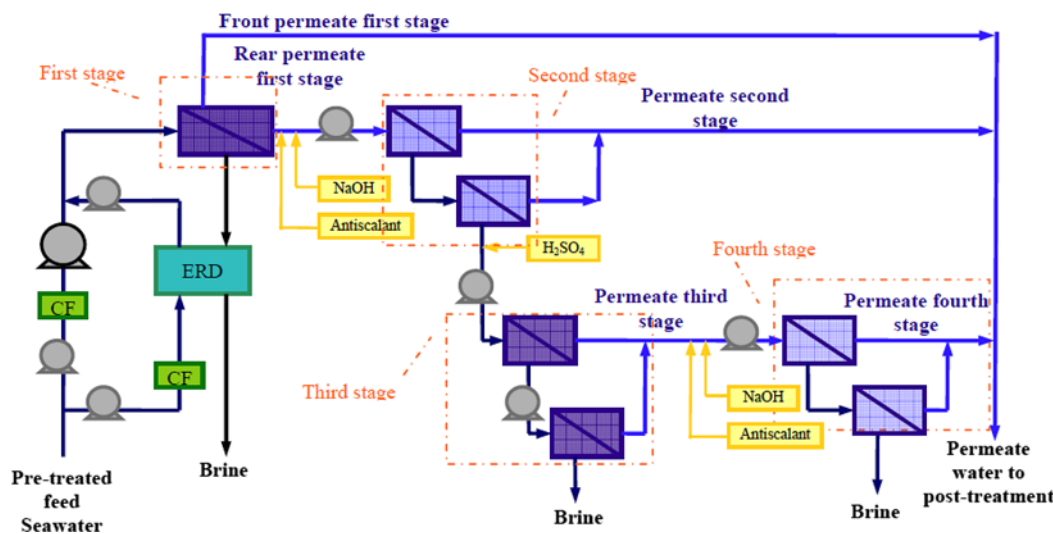 Front permeate first stage
Rear permeate
first stage
First stage
Second stage
Permeate second
stage
NaOH
Antiscalant
H₂SO₄
ERD
CF
CF
Fourth stage
Permeate third
stage
Permeate fourth
stage
Third stage
NaOH
Antiscalant
Pre-treated
feed
Seawater
Brine
Brine
Brine
Permeate
water to
post-treatment